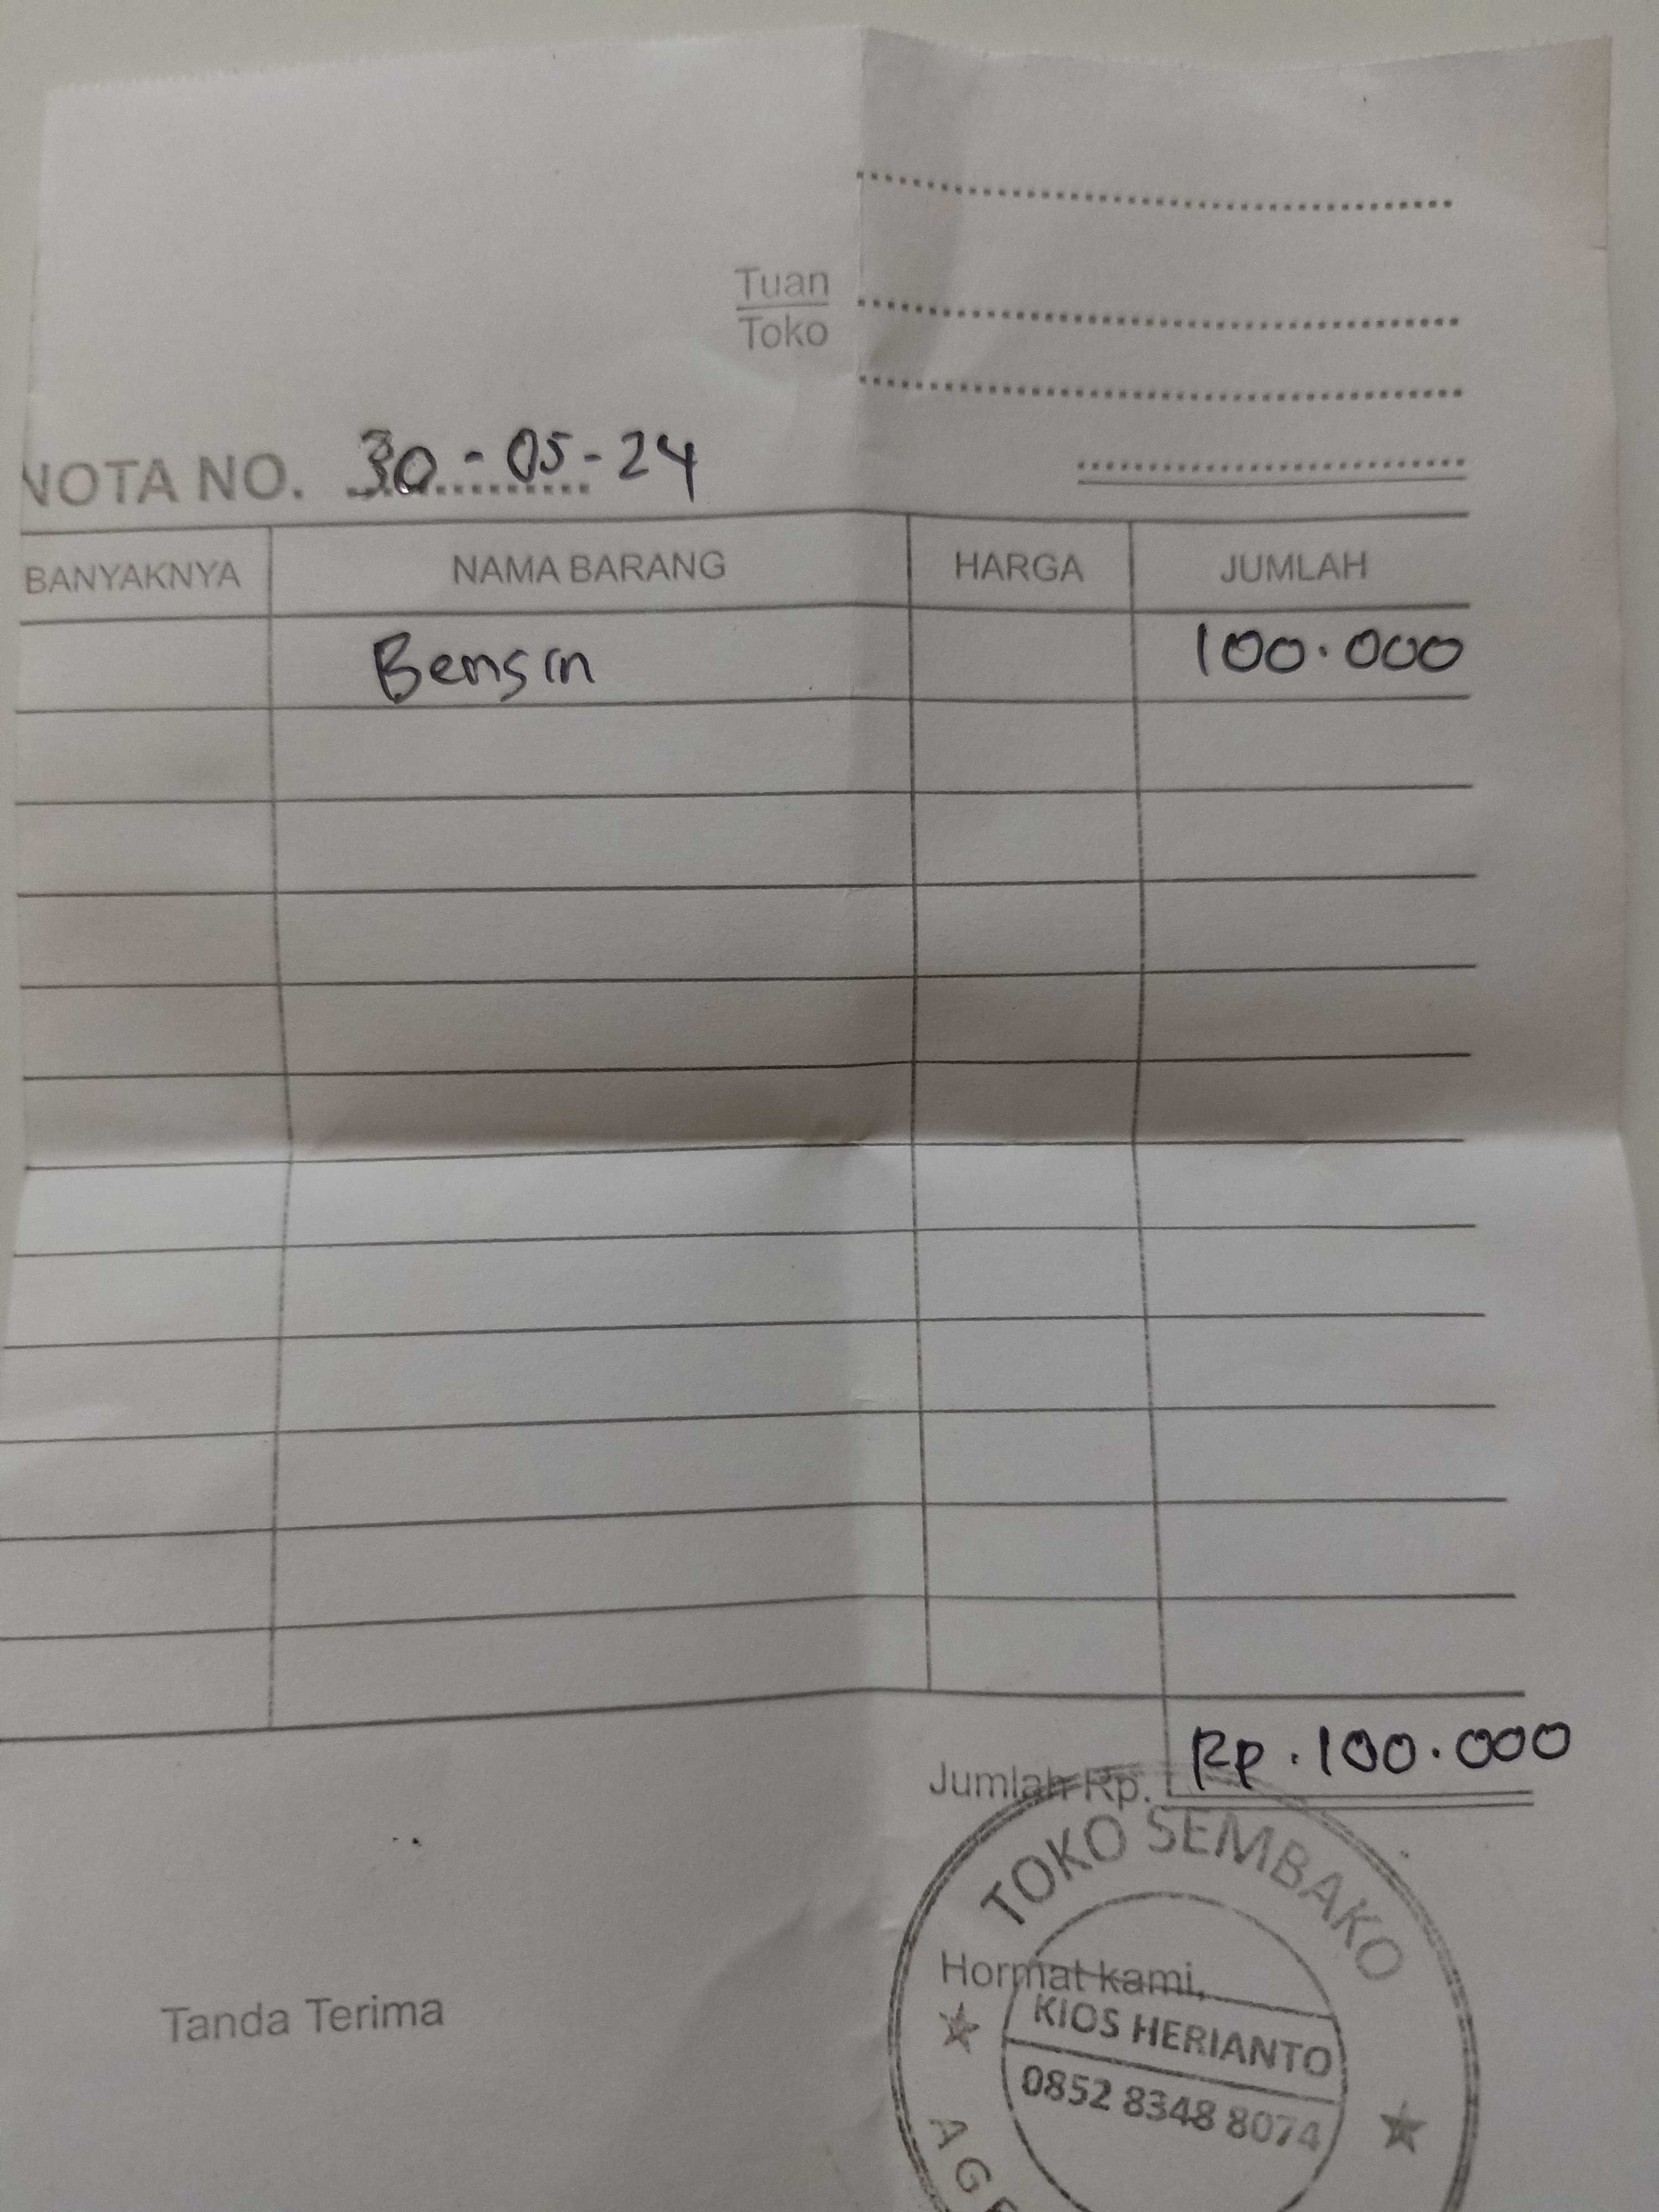 Tuan
Toko
NOTA NO. 30-05-24
BANYAKNYA NAMA BARANG HARGA JUMLAH
Bensin 100.000
Jumlah Rp. Rp.100.000
TOKO SEMBAKO
Hormat kami,
Tanda Terima
KIOS HERIANTO
0852 8348 8074